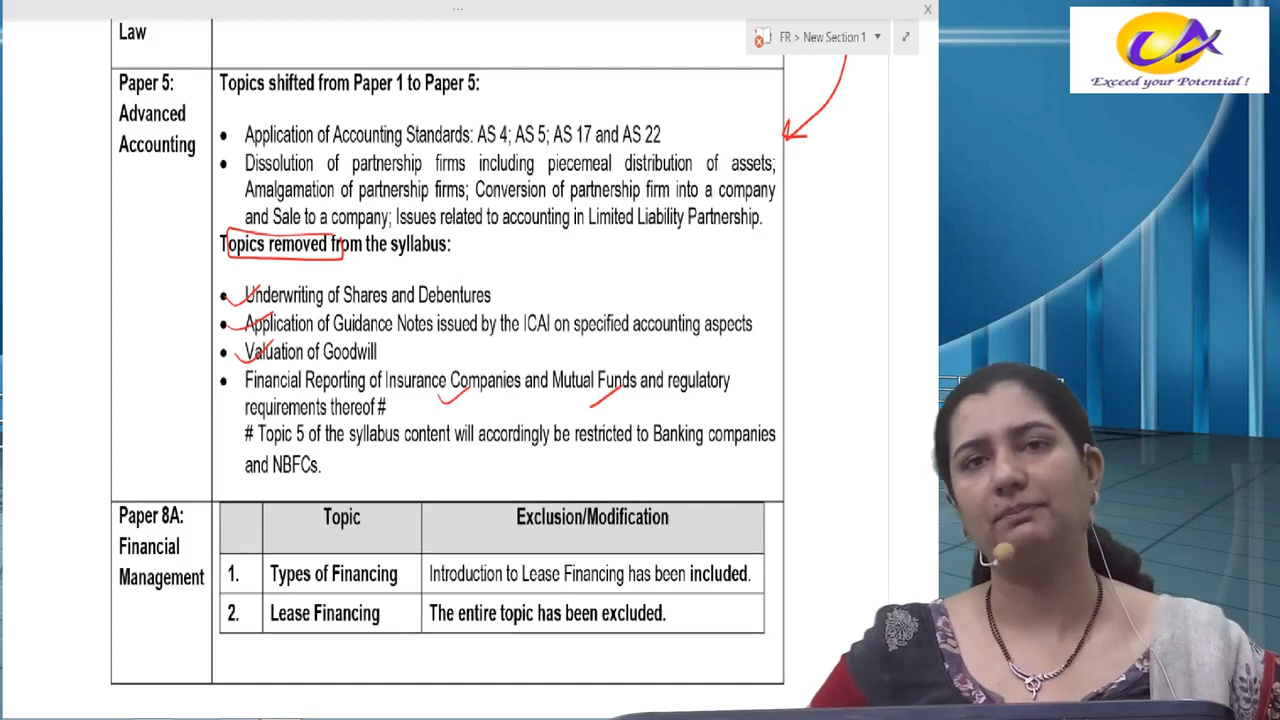 ...
X
Law
FR > New Section 1
UX
Exceed your Potential !
Paper 5:
Advanced
Accounting
Topics shifted from Paper 1 to Paper 5:
• Application of Accounting Standards: AS 4; AS 5; AS 17 and AS 22
• Dissolution of partnership firms including piecemeal distribution of assets;
Amalgamation of partnership firms; Conversion of partnership firm into a company
and Sale to a company; Issues related to accounting in Limited Liability Partnership.
Topics removed from the syllabus:
• Underwriting of Shares and Debentures
• Application of Guidance Notes issued by the ICAI on specified accounting aspects
• Valuation of Goodwill
• Financial Reporting of Insurance Companies and Mutual Funds and regulatory
requirements thereof #
# Topic 5 of the syllabus content will accordingly be restricted to Banking companies
and NBFCs.
Paper 8A:
Financial
Management
Topic Exclusion/Modification
1. Types of Financing Introduction to Lease Financing has been included.
2. Lease Financing The entire topic has been excluded.